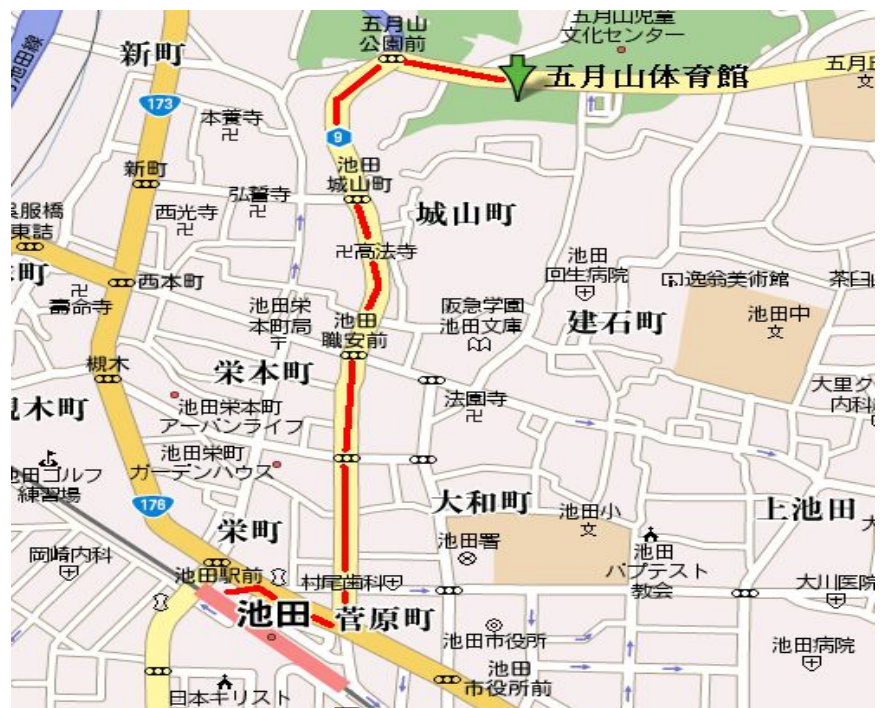 五月山
公園前
五月山児童
文化センター
新町
五月山体育館
五月丘
173
本養寺
9
新町
池田
城山町
弘誓寺
西光寺
城山町
呉服橋
東詰
高法寺
池田
回生病院
逸翁美術館
茶臼山
西本町
壽命寺
池田栄
本町局
池田
職安前
阪急学園
池田文庫
建石町
池田中
槻木
栄本町
槻木町
池田栄本町
アーバンライフ
法園寺
大里ク
内科
池田栄町
ガーデンハウス
池田ゴルフ
練習場
176
大和町
池田小
上池田
栄町
池田署
池田
バプテスト
教会
岡崎内科
池田駅前
村尾歯科
大川医院
池田
菅原町
池田市役所
池田病院
池田
市役所前
日本キリスト